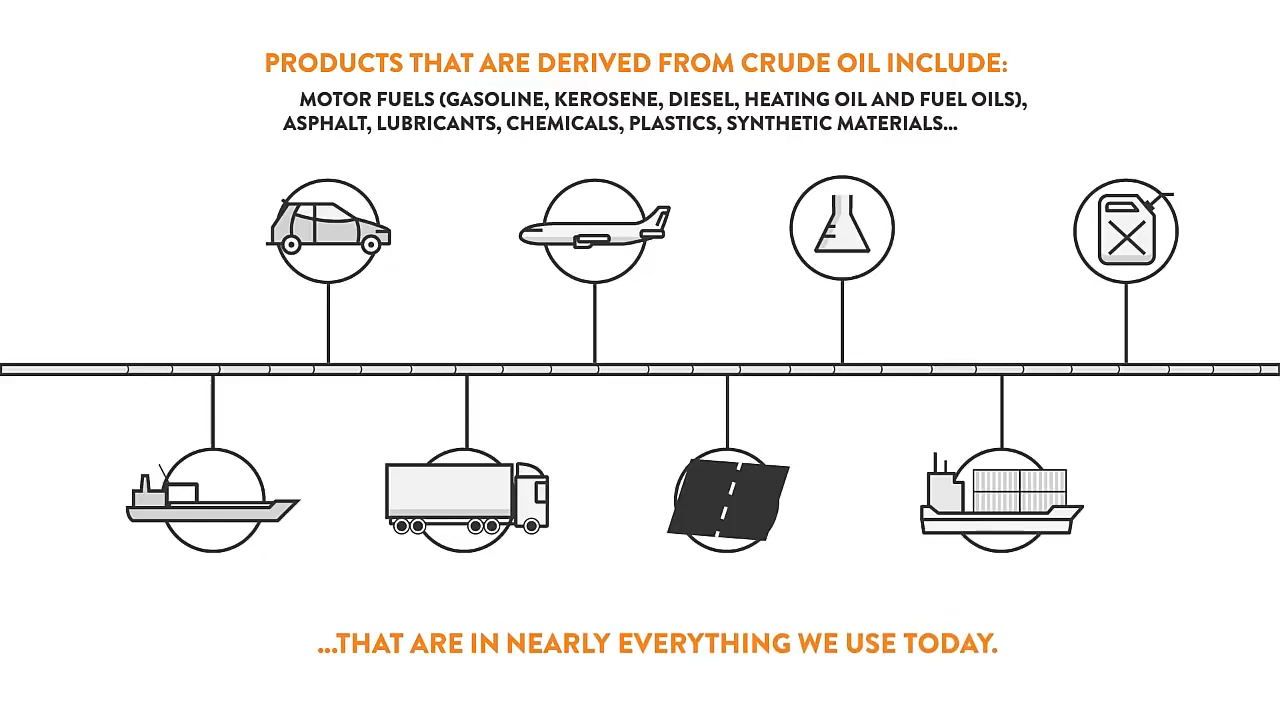 PRODUCTS THAT ARE DERIVED FROM CRUDE OIL INCLUDE:
MOTOR FUELS (GASOLINE, KEROSENE, DIESEL, HEATING OIL AND FUEL OILS),
ASPHALT, LUBRICANTS, CHEMICALS, PLASTICS, SYNTHETIC MATERIALS...
...THAT ARE IN NEARLY EVERYTHING WE USE TODAY.